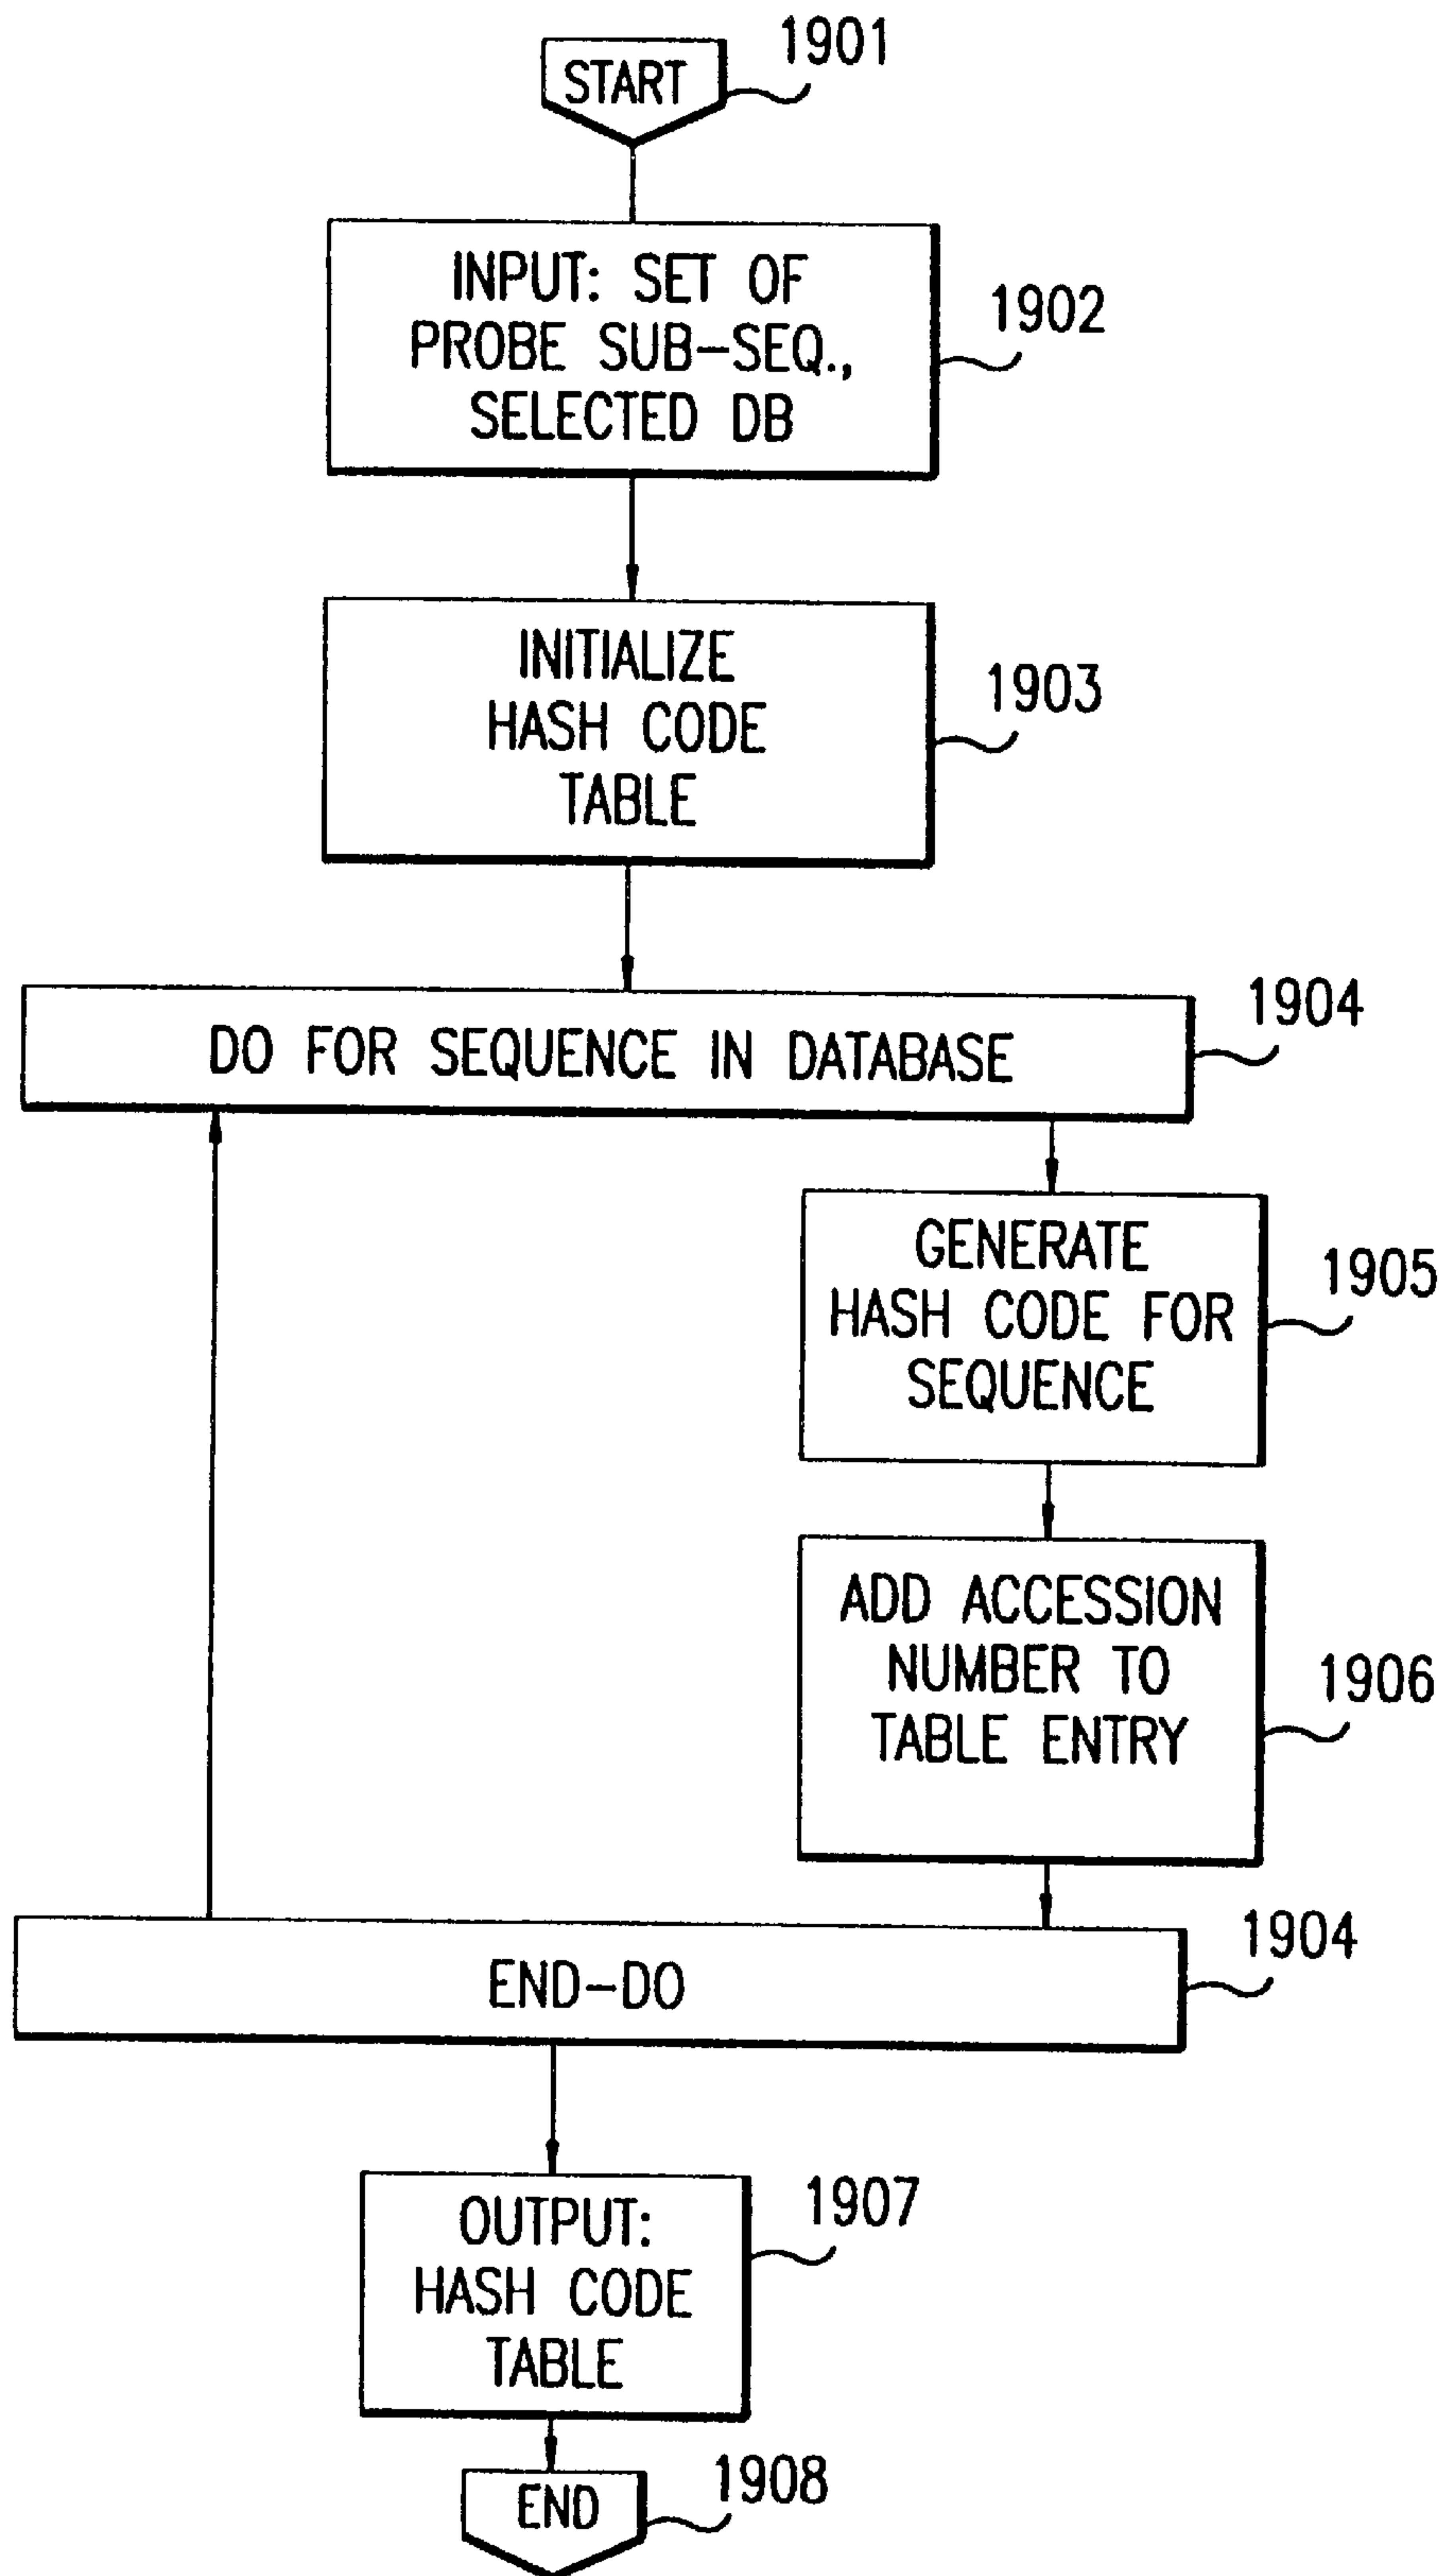 START
1901
INPUT: SET OF
PROBE SUB-SEQ.,
SELECTED DB
1902
INITIALIZE
HASH CODE
TABLE
1903
DO FOR SEQUENCE IN DATABASE
1904
GENERATE
HASH CODE FOR
SEQUENCE
1905
ADD ACCESSION
NUMBER TO
TABLE ENTRY
1906
END-DO
1904
OUTPUT:
HASH CODE
TABLE
1907
END
1908